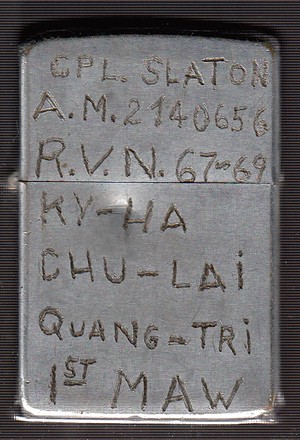 CPL. SLATON
A.M. 2140656
R.V.N. 67-69
KY-HA
CHU-LAi
QUANG-TRi
1ST MAW